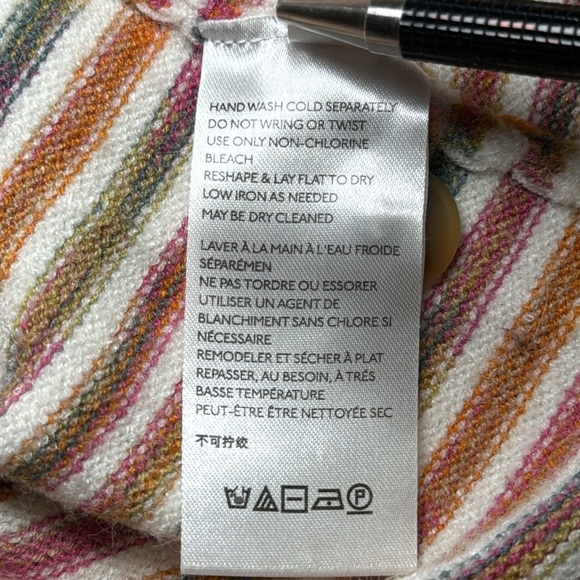 HAND WASH COLD SEPARATELY
DO NOT WRING OR TWIST
USE ONLY NON-CHLORINE
BLEACH
RESHAPE & LAY FLAT TO DRY
LOW IRON AS NEEDED
MAY BE DRY CLEANED
LAVER À LA MAIN À L'EAU FROIDE
SÉPARÉMEN
NE PAS TORDRE OU ESSORER
UTILISER UN AGENT DE
BLANCHIMENT SANS CHLORE SI
NÉCESSAIRE
REMODELER ET SÉCHER À PLAT
REPASSER, AU BESOIN, À TRÉS
BASSE TEMPÉRATURE
PEUT-ÊTRE ÊTRE NETTOYÉE SEC
不可拧绞